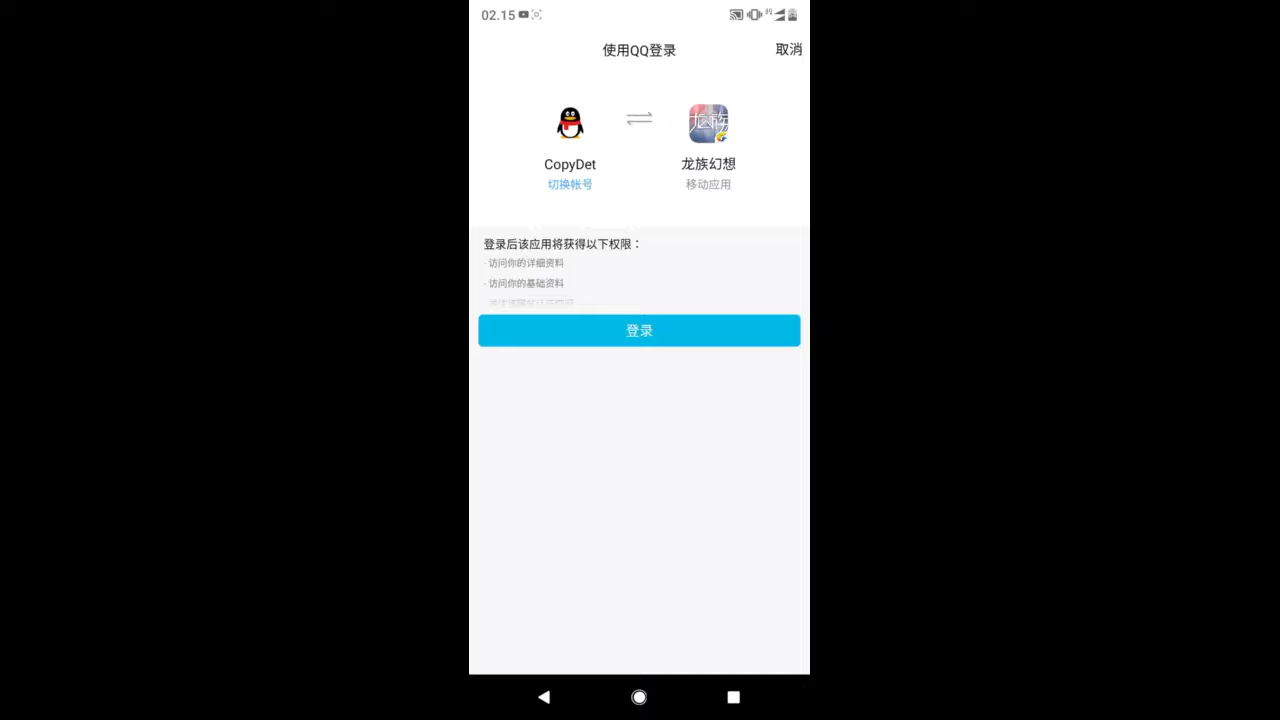 02.15
使用QQ登录
取消
龙族
CopyDet
龙族幻想
切换帐号
移动应用
登录后该应用将获得以下权限：
· 访问你的详细资料
· 访问你的基础资料
登录